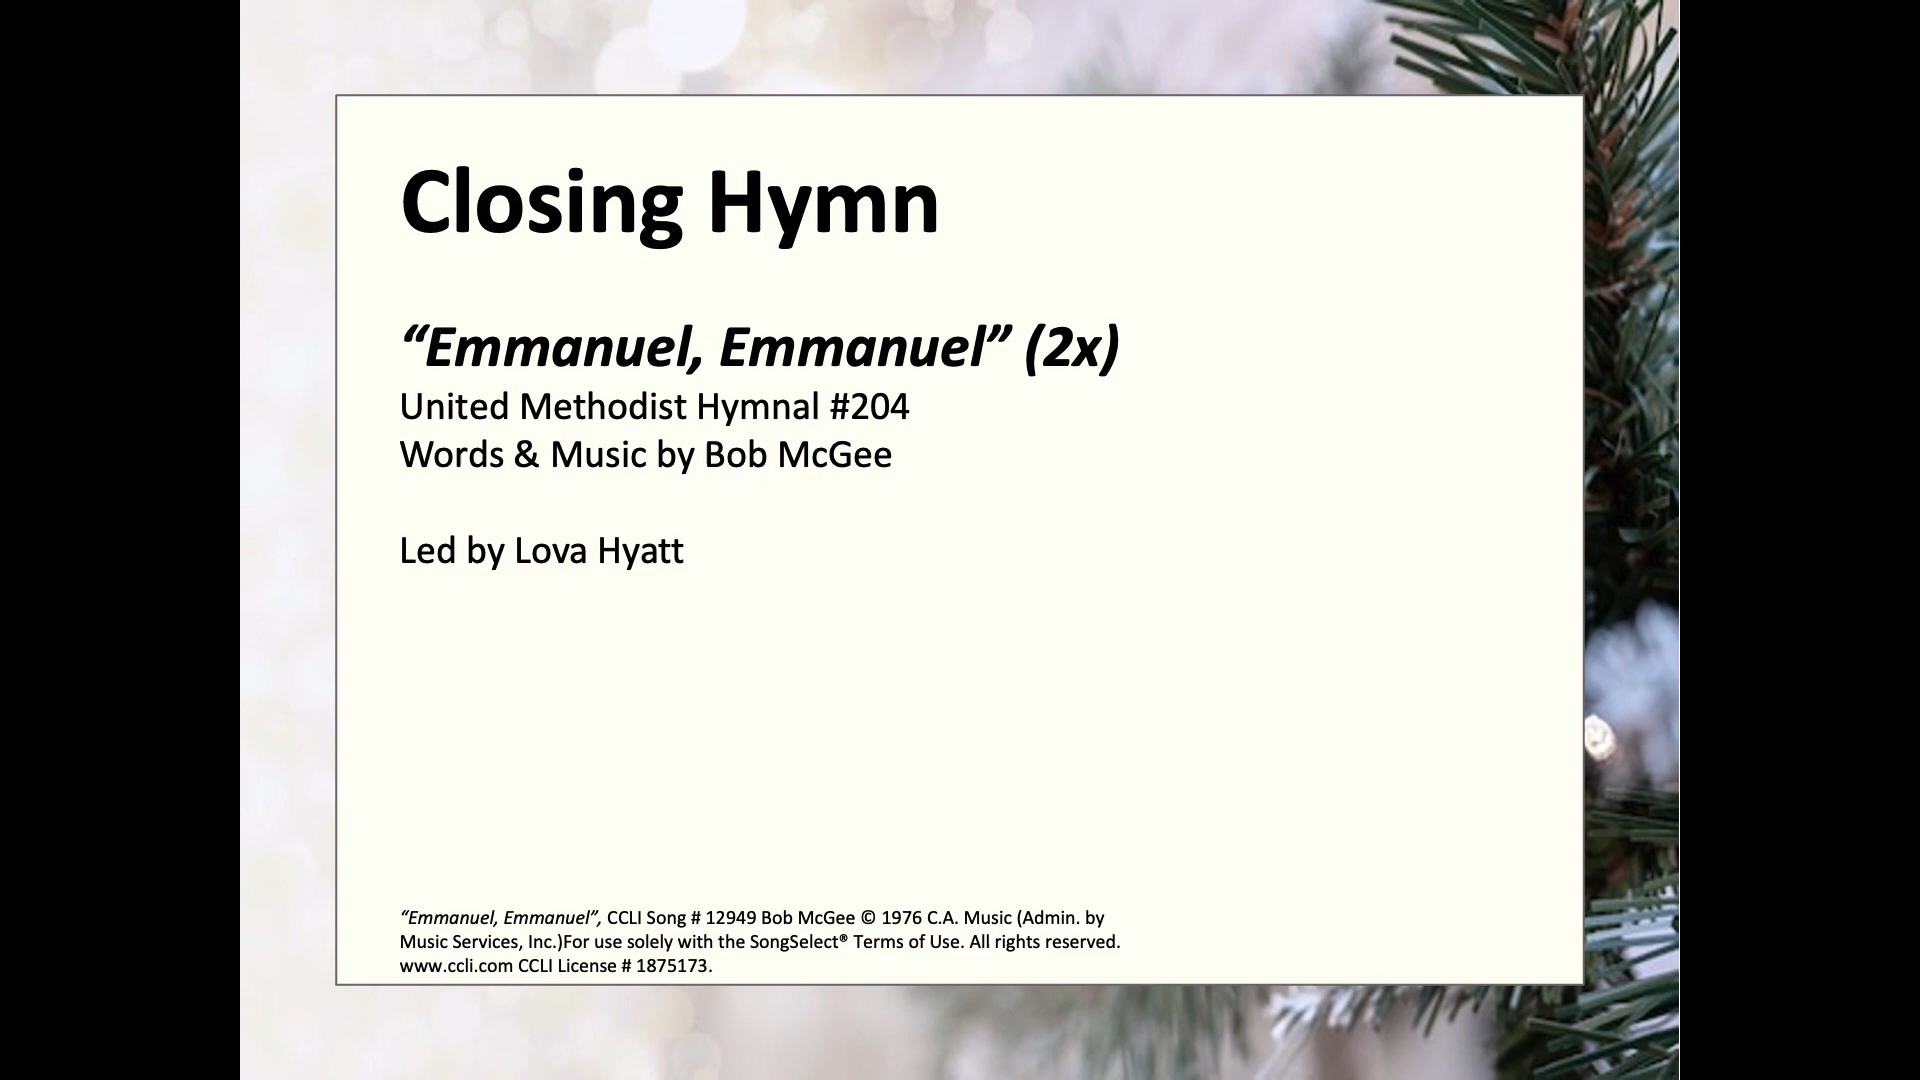 Closing Hymn
“Emmanuel, Emmanuel” (2x)
United Methodist Hymnal #204
Words & Music by Bob McGee
Led by Lova Hyatt
“Emmanuel, Emmanuel”, CCLI Song # 12949 Bob McGee © 1976 C.A. Music (Admin. by
Music Services, Inc.)For use solely with the SongSelect® Terms of Use. All rights reserved.
www.ccli.com CCLI License # 1875173.